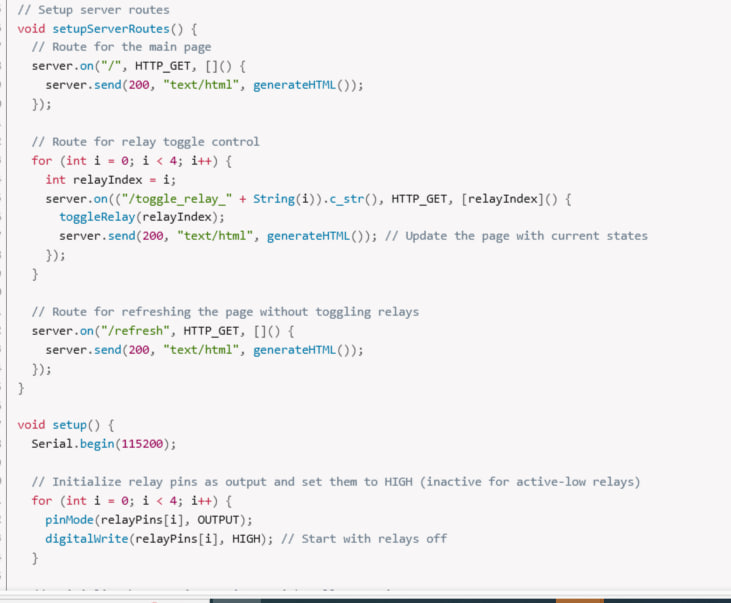 // Setup server routes
void setupServerRoutes() {
  // Route for the main page
  server.on("/", HTTP_GET, []() {
    server.send(200, "text/html", generateHTML());
  });

  // Route for relay toggle control
  for (int i = 0; i < 4; i++) {
    int relayIndex = i;
    server.on(("/toggle_relay_" + String(i)).c_str(), HTTP_GET, [relayIndex]() {
      toggleRelay(relayIndex);
      server.send(200, "text/html", generateHTML()); // Update the page with current states
    });
  }

  // Route for refreshing the page without toggling relays
  server.on("/refresh", HTTP_GET, []() {
    server.send(200, "text/html", generateHTML());
  });
}

void setup() {
  Serial.begin(115200);

  // Initialize relay pins as output and set them to HIGH (inactive for active-low relays)
  for (int i = 0; i < 4; i++) {
    pinMode(relayPins[i], OUTPUT);
    digitalWrite(relayPins[i], HIGH); // Start with relays off
  }